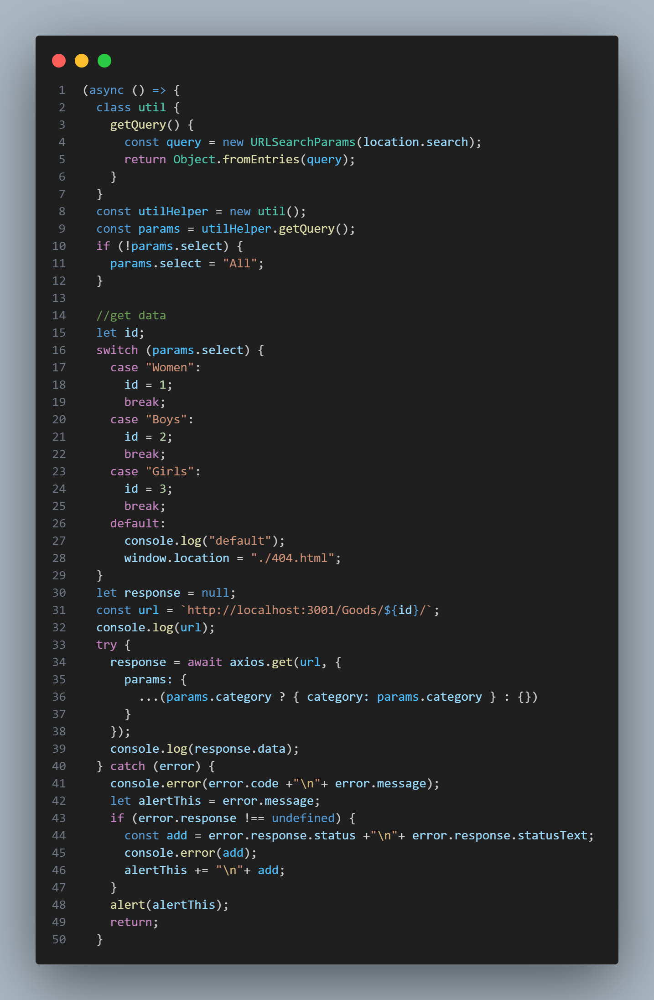 1 (async () => {
2 class util {
3 getQuery() {
4 const query = new URLSearchParams(location.search);
5 return Object.fromEntries(query);
6 }
7 }
8 const utilHelper = new util();
9 const params = utilHelper.getQuery();
10 if (!params.select) {
11 params.select = "All";
12 }
13
14 //get data
15 let id;
16 switch (params.select) {
17 case "Women":
18 id = 1;
19 break;
20 case "Boys":
21 id = 2;
22 break;
23 case "Girls":
24 id = 3;
25 break;
26 default:
27 console.log("default");
28 window.location = "./404.html";
29 }
30 let response = null;
31 const url = `http://localhost:3001/Goods/${id}/`;
32 console.log(url);
33 try {
34 response = await axios.get(url, {
35 params: {
36 ...(params.category ? { category: params.category } : {})
37 }
38 });
39 console.log(response.data);
40 } catch (error) {
41 console.error(error.code +"\n"+ error.message);
42 let alertThis = error.message;
43 if (error.response !== undefined) {
44 const add = error.response.status +"\n"+ error.response.statusText;
45 console.error(add);
46 alertThis += "\n"+ add;
47 }
48 alert(alertThis);
49 return;
50 }